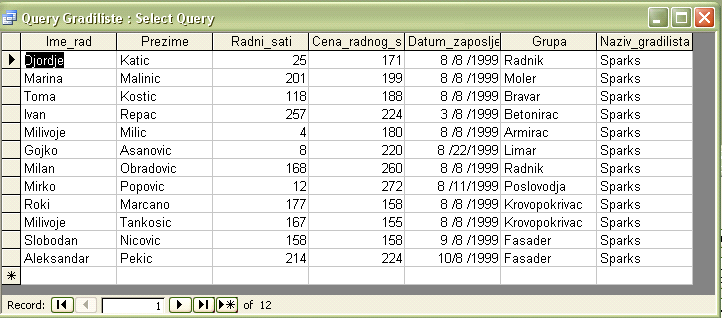 Query Gradiliste : Select Query
Ime_rad Prezime Radni_sati Cena_radnog_s Datum_zaposlje Grupa Naziv_gradilista
Djordje Katic 25 171 8 /8 /1999 Radnik Sparks
Marina Malinic 201 199 8 /8 /1999 Moler Sparks
Toma Kostic 118 188 8 /8 /1999 Bravar Sparks
Ivan Repac 257 224 3 /8 /1999 Betonirac Sparks
Milivoje Milic 4 180 8 /8 /1999 Armirac Sparks
Gojko Asanovic 8 220 8 /22/1999 Limar Sparks
Milan Obradovic 168 260 8 /8 /1999 Radnik Sparks
Mirko Popovic 12 272 8 /11/1999 Poslovodja Sparks
Roki Marcano 177 158 8 /8 /1999 Krovopokrivac Sparks
Milivoje Tankosic 167 155 8 /8 /1999 Krovopokrivac Sparks
Slobodan Nicovic 158 158 9 /8 /1999 Fasader Sparks
Aleksandar Pekic 214 224 10/8 /1999 Fasader Sparks
Record: 1 of 12